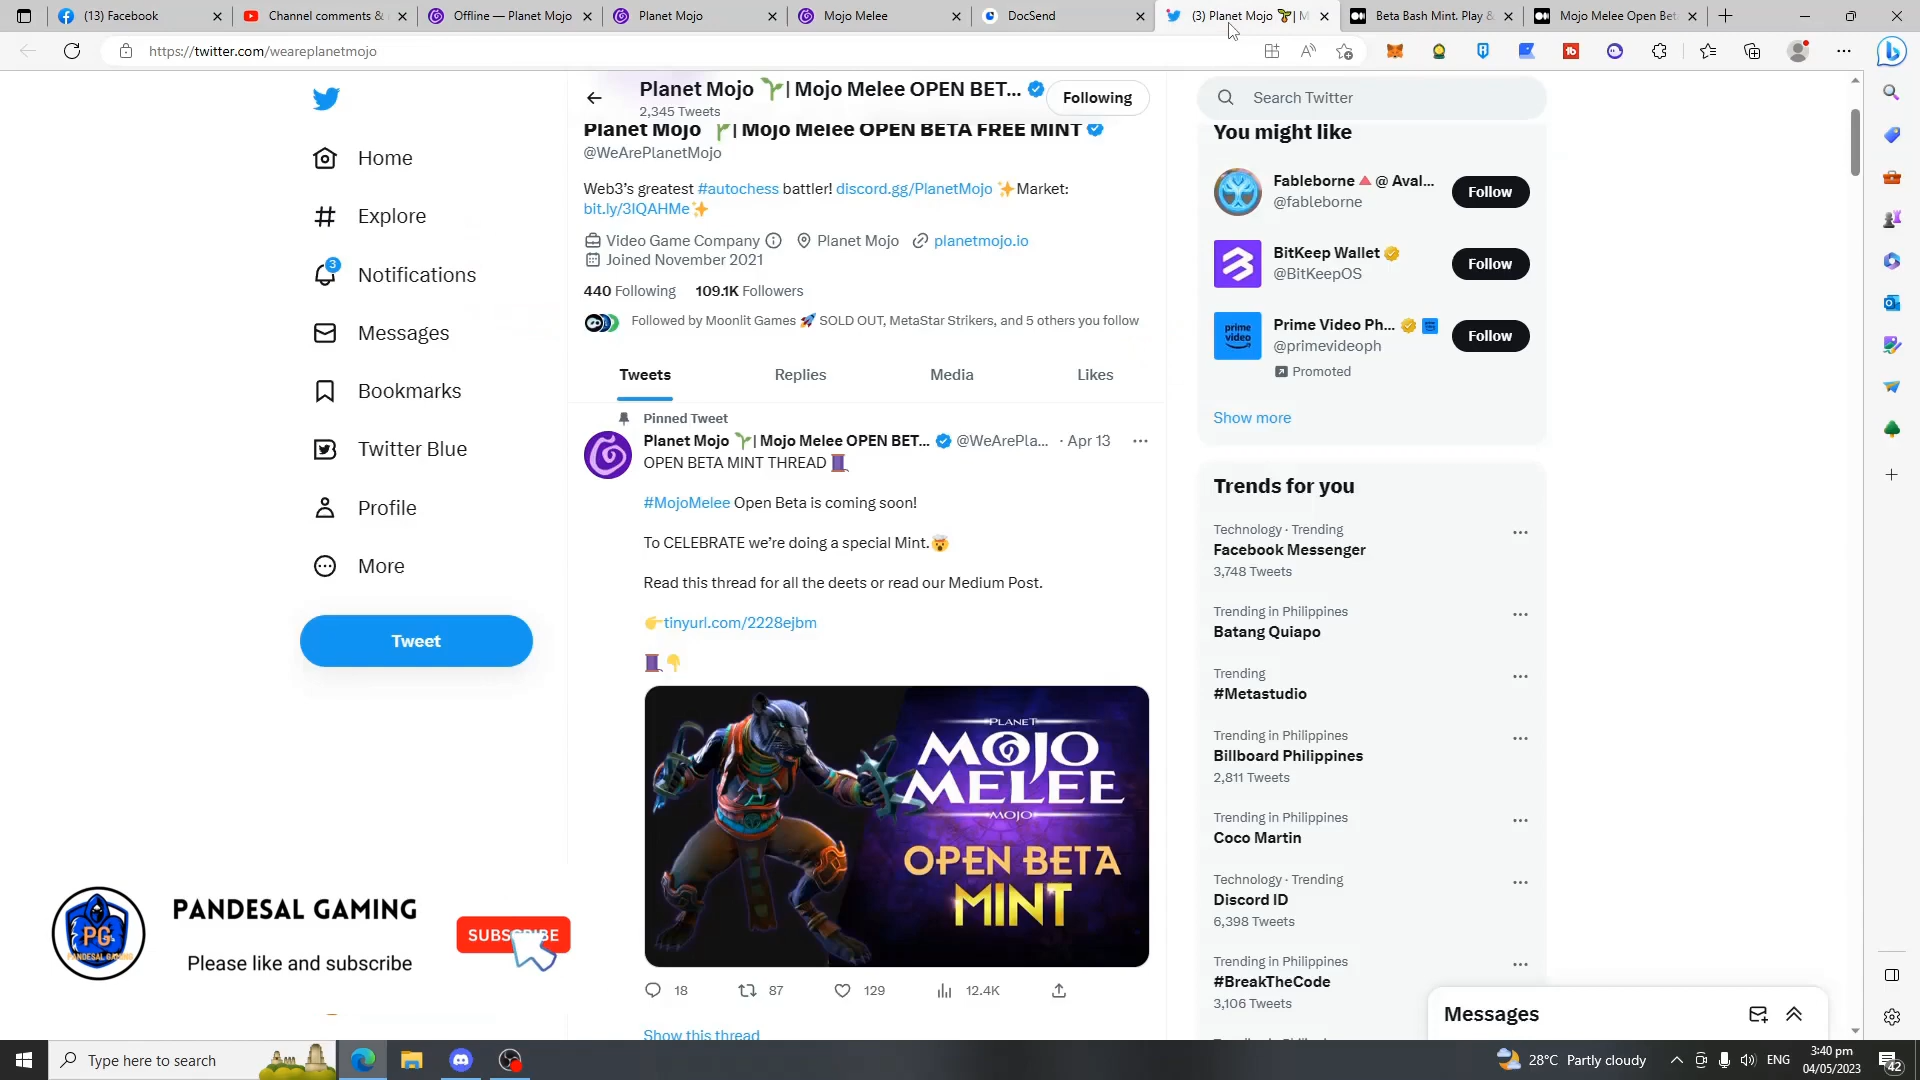 (13) Facebook
Channel comments &
Offline — Planet Mojo
Planet Mojo
Mojo Melee
DocSend
(3) Planet Mojo | M
Beta Bash Mint. Play &
Mojo Melee Open Bet
https://twitter.com/weareplanetmojo
Home
Explore
3
Notifications
Messages
Bookmarks
Twitter Blue
Profile
More
Tweet
Planet Mojo | Mojo Melee OPEN BET...
2,345 Tweets
Following
Planet Mojo | Mojo Melee OPEN BETA FREE MINT
@WeArePlanetMojo
Web3's greatest #autochess battler! discord.gg/PlanetMojo ✨Market:
bit.ly/3IQAHMe✨
Video Game Company Planet Mojo planetmojo.io
Joined November 2021
440 Following 109.1K Followers
Followed by Moonlit Games 🚀 SOLD OUT, MetaStar Strikers, and 5 others you follow
Tweets Replies Media Likes
Pinned Tweet
Planet Mojo 🌱| Mojo Melee OPEN BET... @WeArePla... · Apr 13
OPEN BETA MINT THREAD 🧵
#MojoMelee Open Beta is coming soon!
To CELEBRATE we're doing a special Mint.🤯
Read this thread for all the deets or read our Medium Post.
👉tinyurl.com/2228ejbm
🧵👇
PLANET
MOJO
MELEE
MOJO
OPEN BETA
MINT
18 87 129 12.4K
Show this thread
Search Twitter
You might like
Fableborne 🔺 @ Aval...
@fableborne
Follow
BitKeep Wallet
@BitKeepOS
Follow
prime video
Prime Video Ph...
@primevideoph
Promoted
Follow
Show more
Trends for you
Technology · Trending
Facebook Messenger
3,748 Tweets
Trending in Philippines
Batang Quiapo
Trending
#Metastudio
Trending in Philippines
Billboard Philippines
2,811 Tweets
Trending in Philippines
Coco Martin
Technology · Trending
Discord ID
6,398 Tweets
Trending in Philippines
#BreakTheCode
3,106 Tweets
Messages
PG
PANDESAL GAMING
PANDESAL GAMING
Please like and subscribe
SUBSCRIBE
Type here to search
28°C Partly cloudy
ENG
3:40 pm
04/05/2023
42